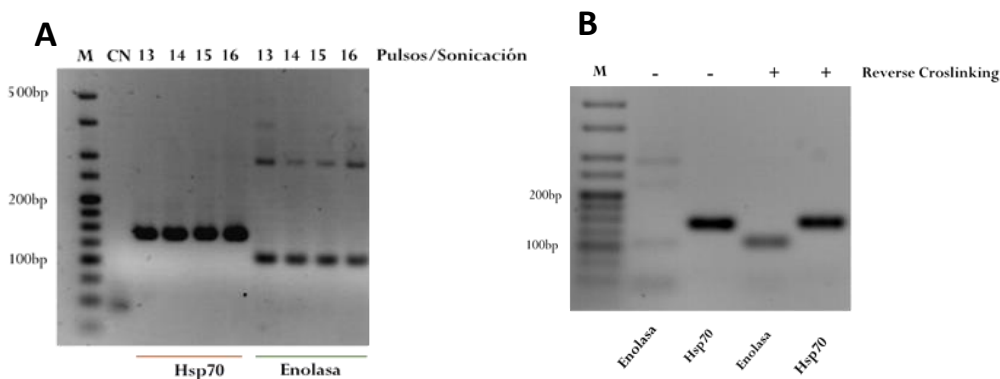 A
M CN 13 14 15 16 13 14 15 16 Pulsos/Sonicación
500bp
200bp
100bp
Hsp70 Enolasa
B
M - - + + Reverse Croslinking
200bp
100bp
Enolasa Hsp70 Enolasa Hsp70